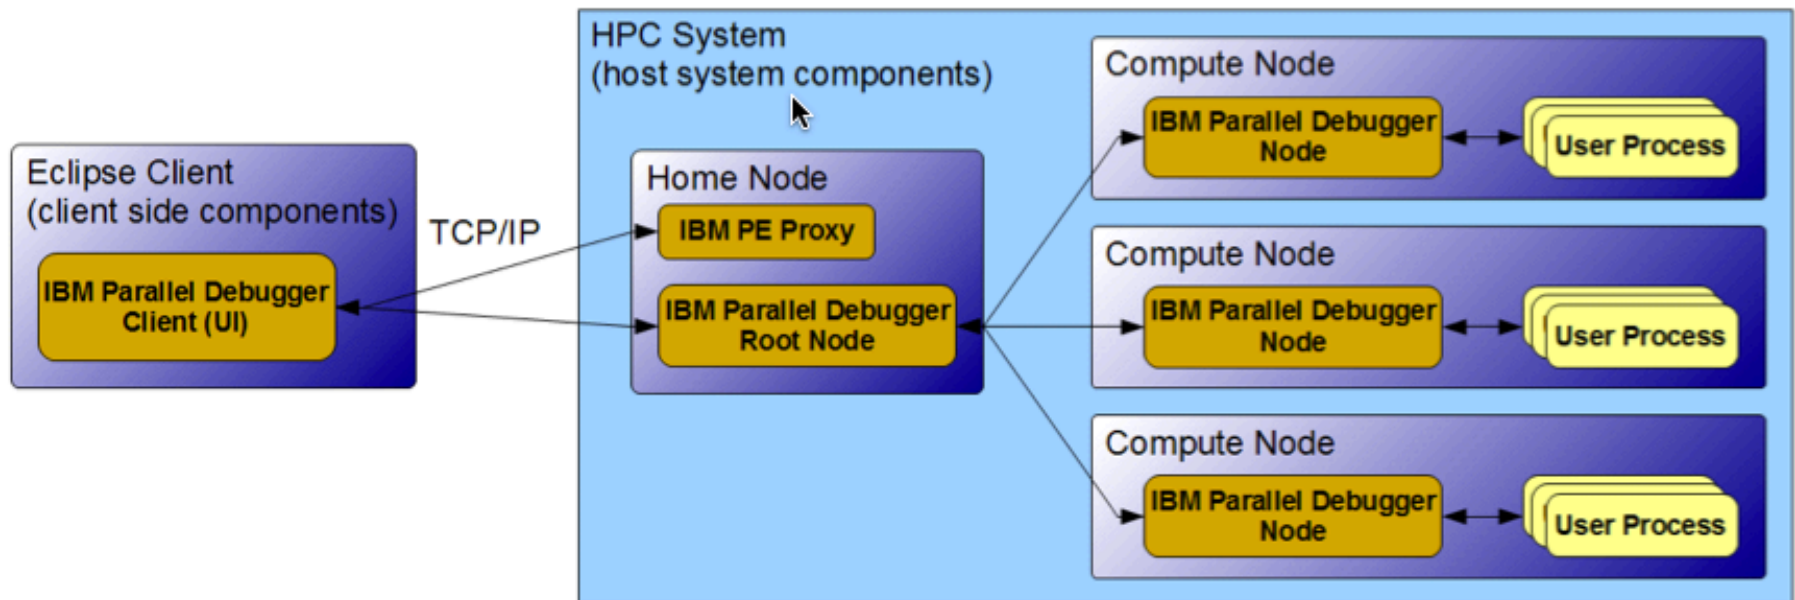 HPC System
(host system components)
Eclipse Client
(client side components)
IBM Parallel Debugger
Client (UI)
TCP/IP
Home Node
IBM PE Proxy
IBM Parallel Debugger
Root Node
Compute Node
IBM Parallel Debugger
Node
User Process
Compute Node
IBM Parallel Debugger
Node
User Process
Compute Node
IBM Parallel Debugger
Node
User Process